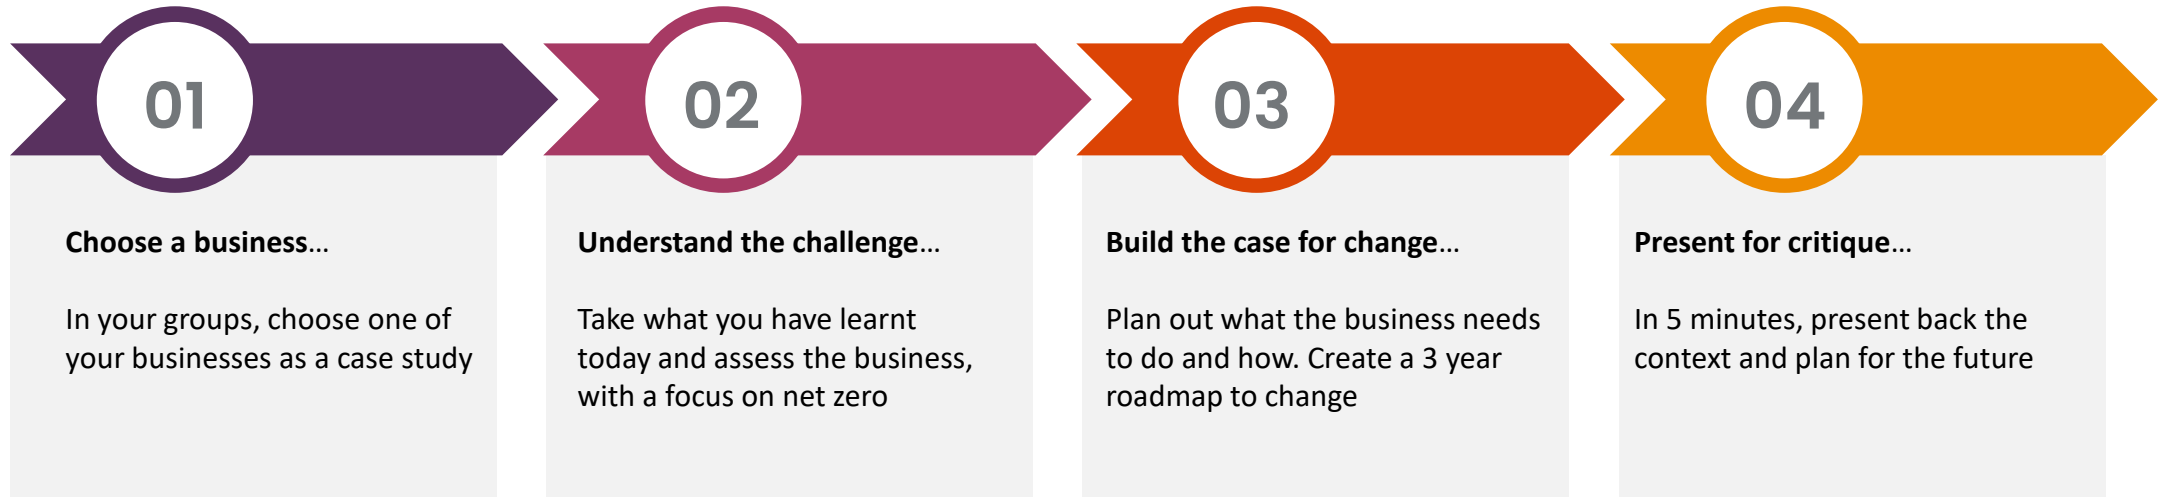 01
Choose a business...
In your groups, choose one of
your businesses as a case study
02
Understand the challenge...
Take what you have learnt
today and assess the business,
with a focus on net zero
03
Build the case for change...
Plan out what the business needs
to do and how. Create a 3 year
roadmap to change
04
Present for critique...
In 5 minutes, present back the
context and plan for the future